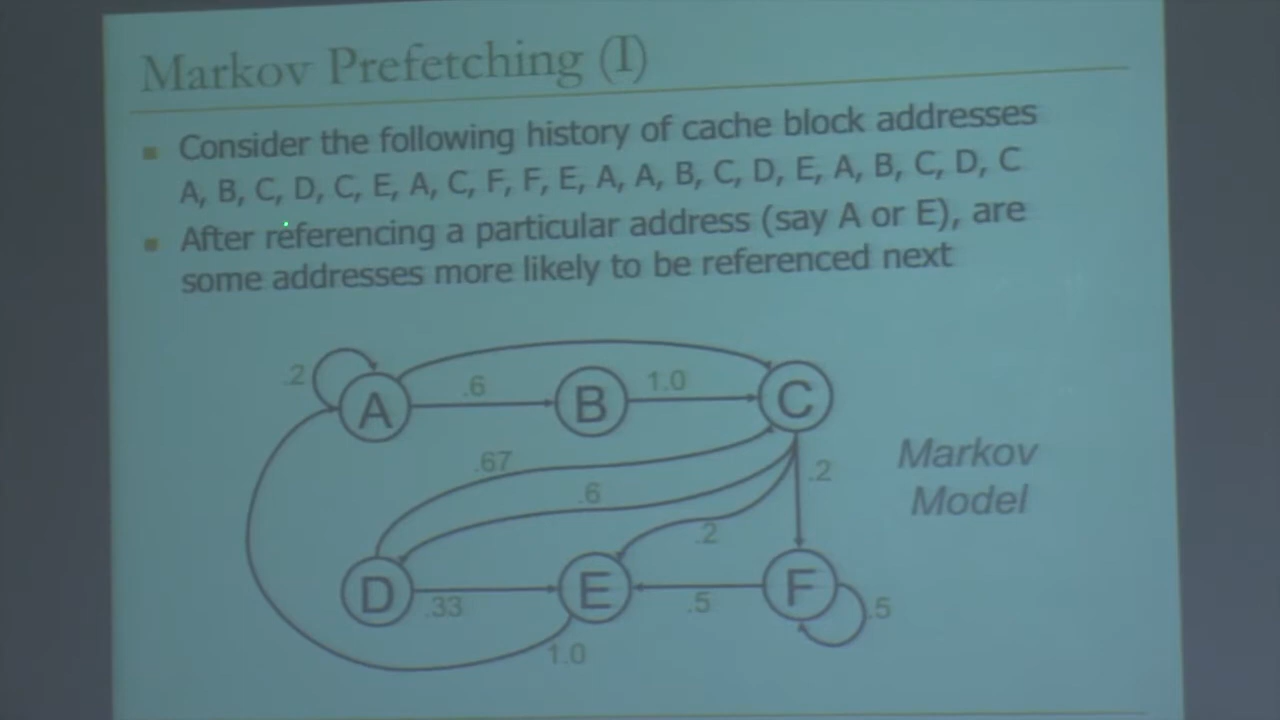 Markov Prefetching (I)
Consider the following history of cache block addresses
A, B, C, D, C, E, A, C, F, F, E, A, A, B, C, D, E, A, B, C, D, C
After referencing a particular address (say A or E), are
some addresses more likely to be referenced next
.2
A
.6
B
1.0
C
.67
.6
.2
.2
Markov
Model
D
.33
E
.5
F
.5
1.0